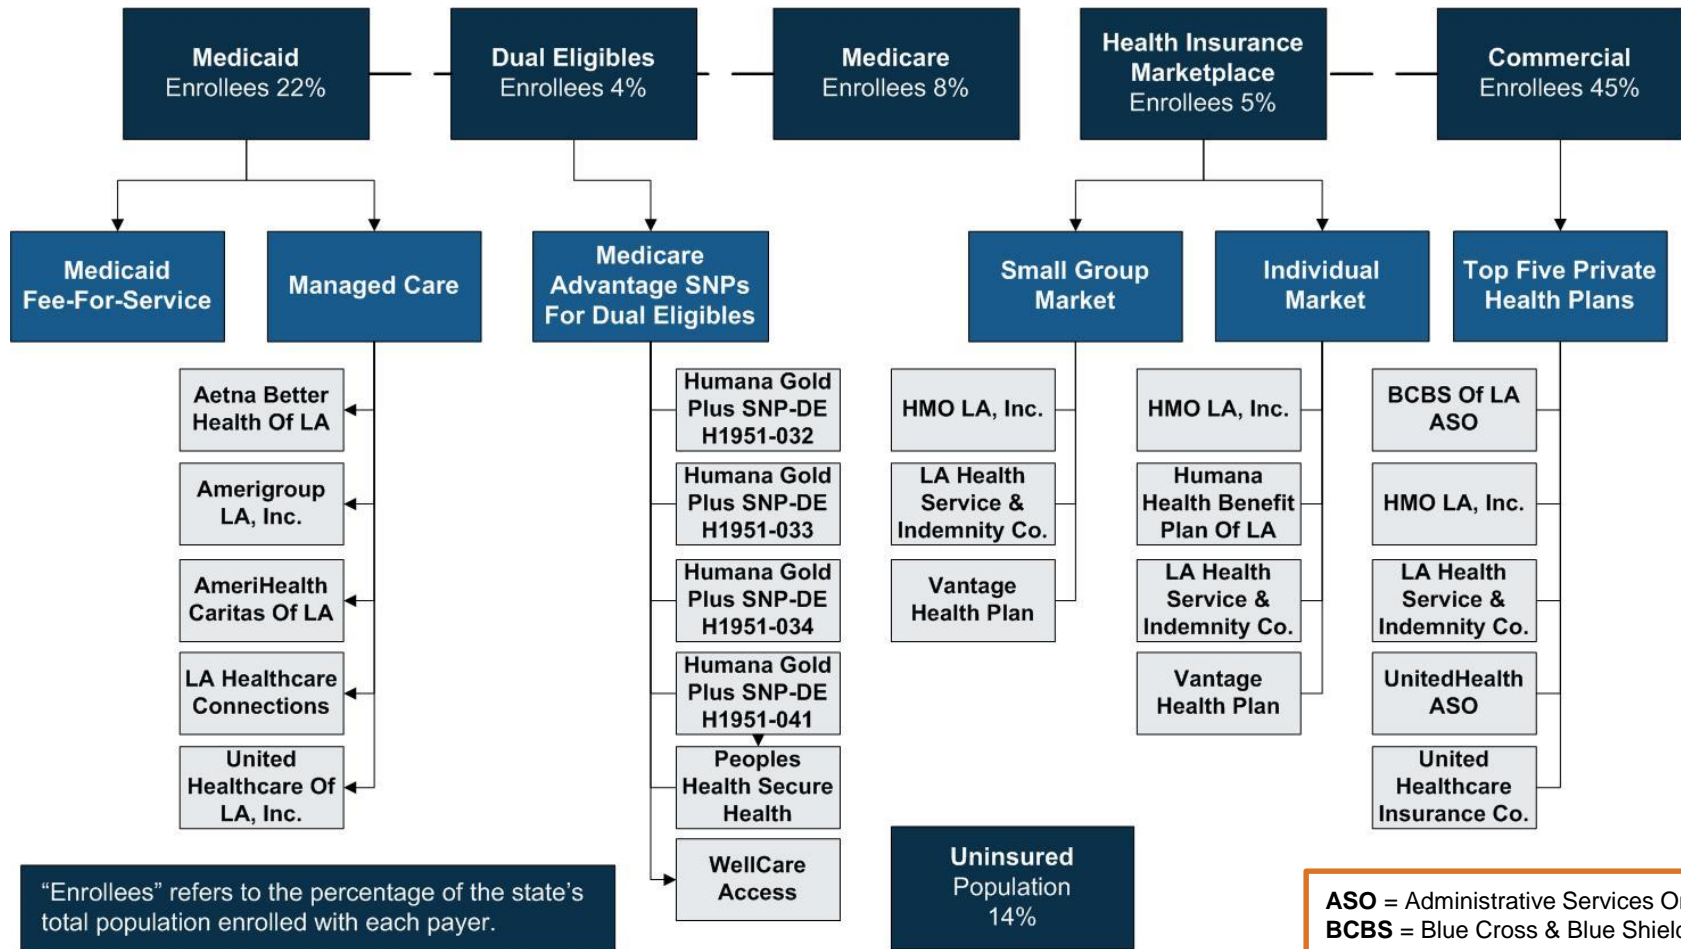 Medicaid
Enrollees 22%
Dual Eligibles
Enrollees 4%
Medicare
Enrollees 8%
Health Insurance
Marketplace
Enrollees 5%
Commercial
Enrollees 45%
Medicaid
Fee-For-Service
Managed Care
Medicare
Advantage SNPs
For Dual Eligibles
Small Group
Market
Individual
Market
Top Five Private
Health Plans
Aetna Better
Health Of LA
Amerigroup
LA, Inc.
AmeriHealth
Caritas Of LA
LA Healthcare
Connections
United
Healthcare Of
LA, Inc.
Humana Gold
Plus SNP-DE
H1951-032
Humana Gold
Plus SNP-DE
H1951-033
Humana Gold
Plus SNP-DE
H1951-034
Humana Gold
Plus SNP-DE
H1951-041
Peoples
Health Secure
Health
WellCare
Access
HMO LA, Inc.
LA Health
Service &
Indemnity Co.
Vantage
Health Plan
HMO LA, Inc.
Humana
Health Benefit
Plan Of LA
LA Health
Service &
Indemnity Co.
Vantage
Health Plan
BCBS Of LA
ASO
HMO LA, Inc.
LA Health
Service &
Indemnity Co.
UnitedHealth
ASO
United
Healthcare
Insurance Co.
“Enrollees” refers to the percentage of the state’s
total population enrolled with each payer.
Uninsured
Population
14%
ASO = Administrative Services
BCBS = Blue Cross & Blue Shield